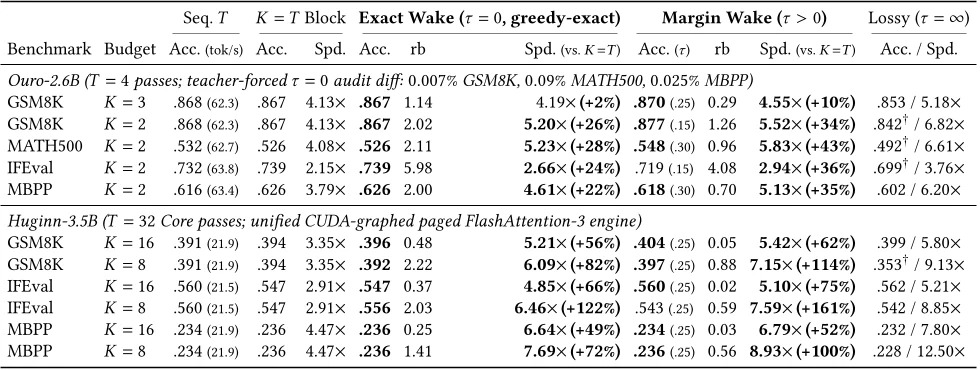 Seq. T K = T Block Exact Wake (τ = 0, greedy-exact) Margin Wake (τ > 0) Lossy (τ = ∞)
Benchmark Budget Acc. (tok/s) Acc. Spd. Acc. rb Spd. (vs. K=T) Acc. (τ) rb Spd. (vs. K=T) Acc. / Spd.
Ouro-2.6B (T = 4 passes; teacher-forced τ = 0 audit diff: 0.007% GSM8K, 0.09% MATH500, 0.025% MBPP)
GSM8K K = 3 .868 (62.3) .867 4.13× .867 1.14 4.19× (+2%) .870 (.25) 0.29 4.55× (+10%) .853 / 5.18×
GSM8K K = 2 .868 (62.3) .867 4.13× .867 2.02 5.20× (+26%) .877 (.15) 1.26 5.52× (+34%) .842† / 6.82×
MATH500 K = 2 .532 (62.7) .526 4.08× .526 2.11 5.23× (+28%) .548 (.30) 0.96 5.83× (+43%) .492† / 6.61×
IFEval K = 2 .732 (63.8) .739 2.15× .739 5.98 2.66× (+24%) .719 (.15) 4.08 2.94× (+36%) .699† / 3.76×
MBPP K = 2 .616 (63.4) .626 3.79× .626 2.00 4.61× (+22%) .618 (.30) 0.70 5.13× (+35%) .602 / 6.20×
Huginn-3.5B (T = 32 Core passes; unified CUDA-graphed paged FlashAttention-3 engine)
GSM8K K = 16 .391 (21.9) .394 3.35× .396 0.48 5.21× (+56%) .404 (.25) 0.05 5.42× (+62%) .399 / 5.80×
GSM8K K = 8 .391 (21.9) .394 3.35× .392 2.22 6.09× (+82%) .397 (.25) 0.88 7.15× (+114%) .353† / 9.13×
IFEval K = 16 .560 (21.5) .547 2.91× .547 0.37 4.85× (+66%) .560 (.25) 0.02 5.10× (+75%) .562 / 5.21×
IFEval K = 8 .560 (21.5) .547 2.91× .556 2.03 6.46× (+122%) .543 (.25) 0.59 7.59× (+161%) .542 / 8.85×
MBPP K = 16 .234 (21.9) .236 4.47× .236 0.25 6.64× (+49%) .234 (.25) 0.03 6.79× (+52%) .232 / 7.80×
MBPP K = 8 .234 (21.9) .236 4.47× .236 1.41 7.69× (+72%) .236 (.25) 0.56 8.93× (+100%) .228 / 12.50×